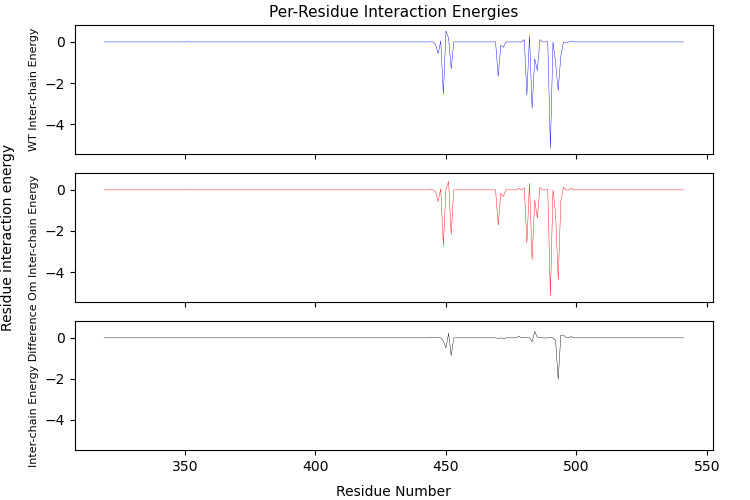 Per-Residue Interaction Energies
Residue interaction energy
WT Inter-chain Energy
0
−2
−4
Om Inter-chain Energy
0
−2
−4
Inter-chain Energy Difference
0
−2
−4
350
400
450
500
550
Residue Number